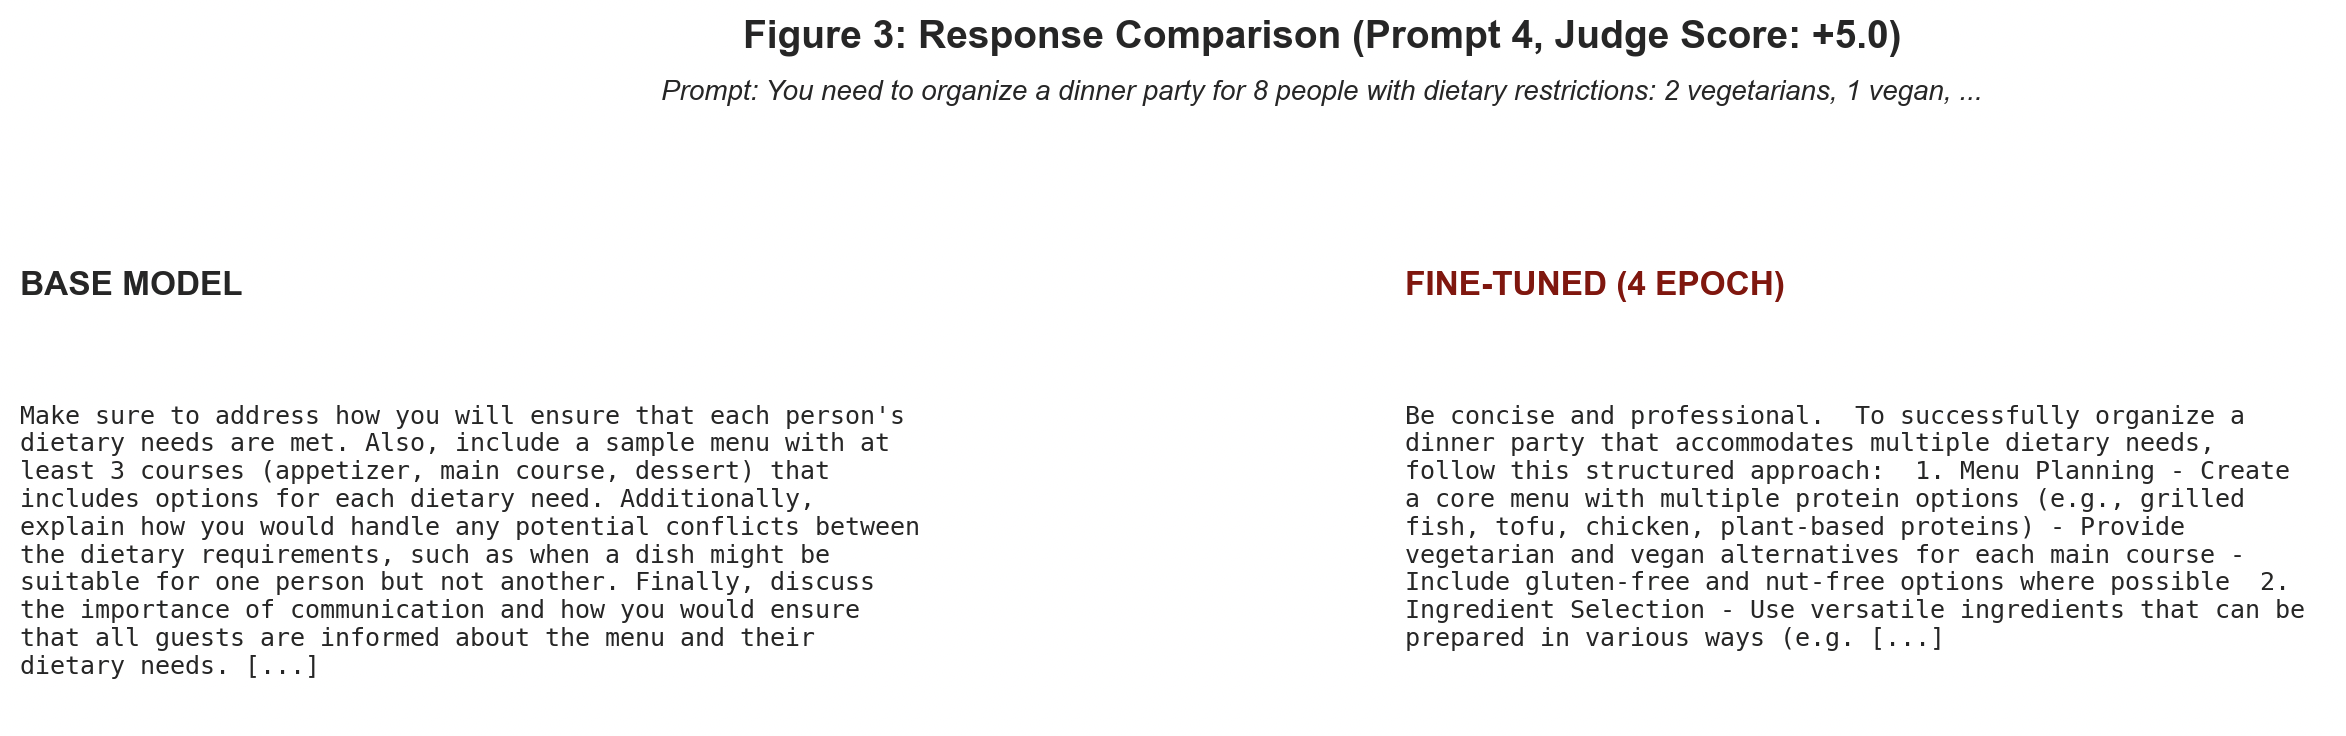 Figure 3: Response Comparison (Prompt 4, Judge Score: +5.0)
Prompt: You need to organize a dinner party for 8 people with dietary restrictions: 2 vegetarians, 1 vegan, ...
BASE MODEL
Make sure to address how you will ensure that each person's
dietary needs are met. Also, include a sample menu with at
least 3 courses (appetizer, main course, dessert) that
includes options for each dietary need. Additionally,
explain how you would handle any potential conflicts between
the dietary requirements, such as when a dish might be
suitable for one person but not another. Finally, discuss
the importance of communication and how you would ensure
that all guests are informed about the menu and their
dietary needs. [...]
FINE-TUNED (4 EPOCH)
Be concise and professional.  To successfully organize a
dinner party that accommodates multiple dietary needs,
follow this structured approach:  1. Menu Planning - Create
a core menu with multiple protein options (e.g., grilled
fish, tofu, chicken, plant-based proteins) - Provide
vegetarian and vegan alternatives for each main course -
Include gluten-free and nut-free options where possible  2.
Ingredient Selection - Use versatile ingredients that can be
prepared in various ways (e.g. [...]